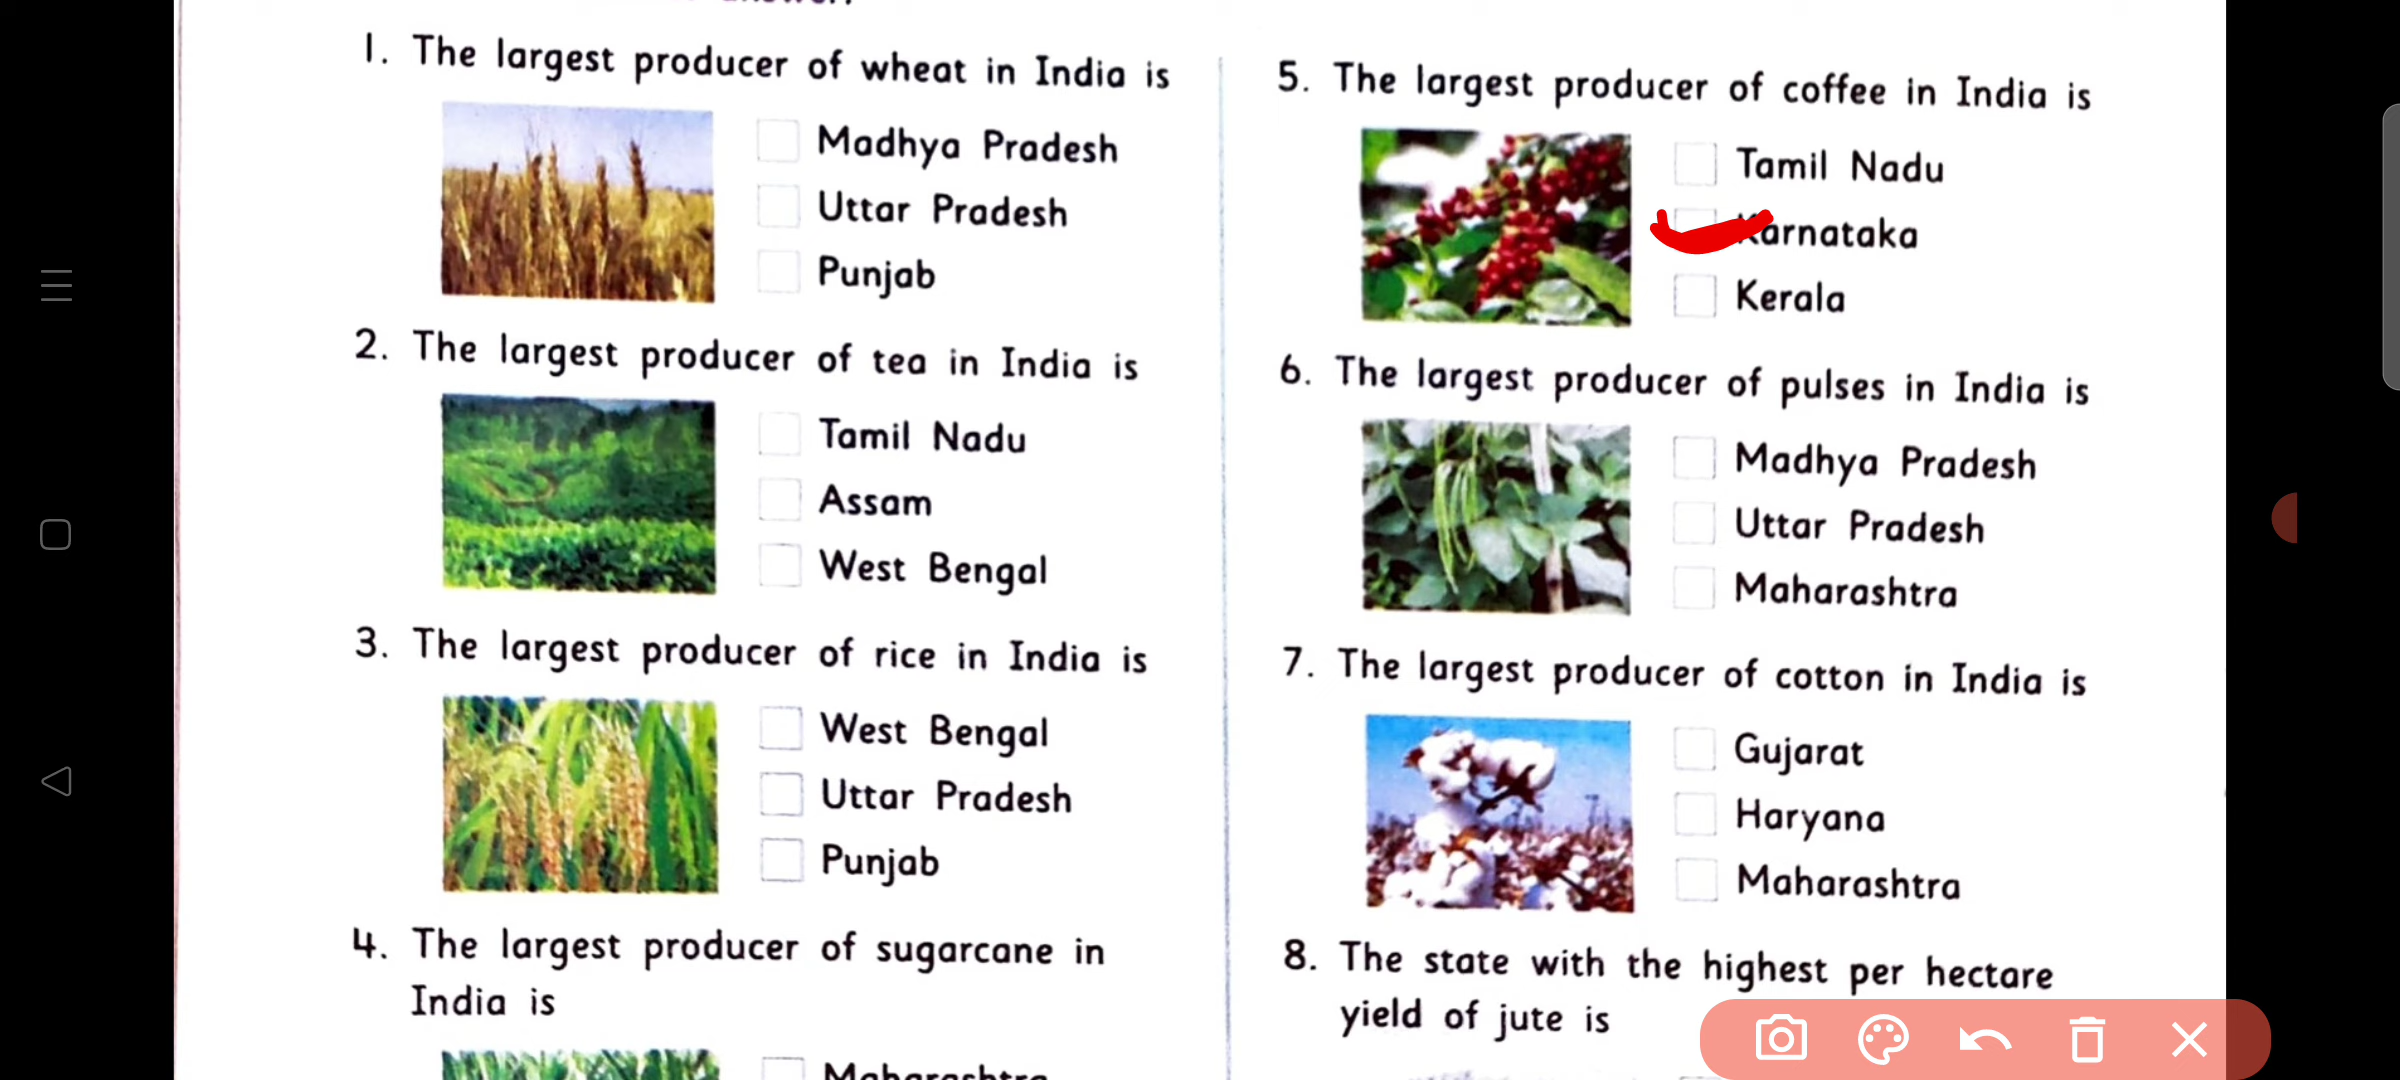 1. The largest producer of wheat in India is
Madhya Pradesh
Uttar Pradesh
Punjab
2. The largest producer of tea in India is
Tamil Nadu
Assam
West Bengal
3. The largest producer of rice in India is
West Bengal
Uttar Pradesh
Punjab
4. The largest producer of sugarcane in
India is
5. The largest producer of coffee in India is
Tamil Nadu
Karnataka
Kerala
6. The largest producer of pulses in India is
Madhya Pradesh
Uttar Pradesh
Maharashtra
7. The largest producer of cotton in India is
Gujarat
Haryana
Maharashtra
8. The state with the highest per hectare
yield of jute is